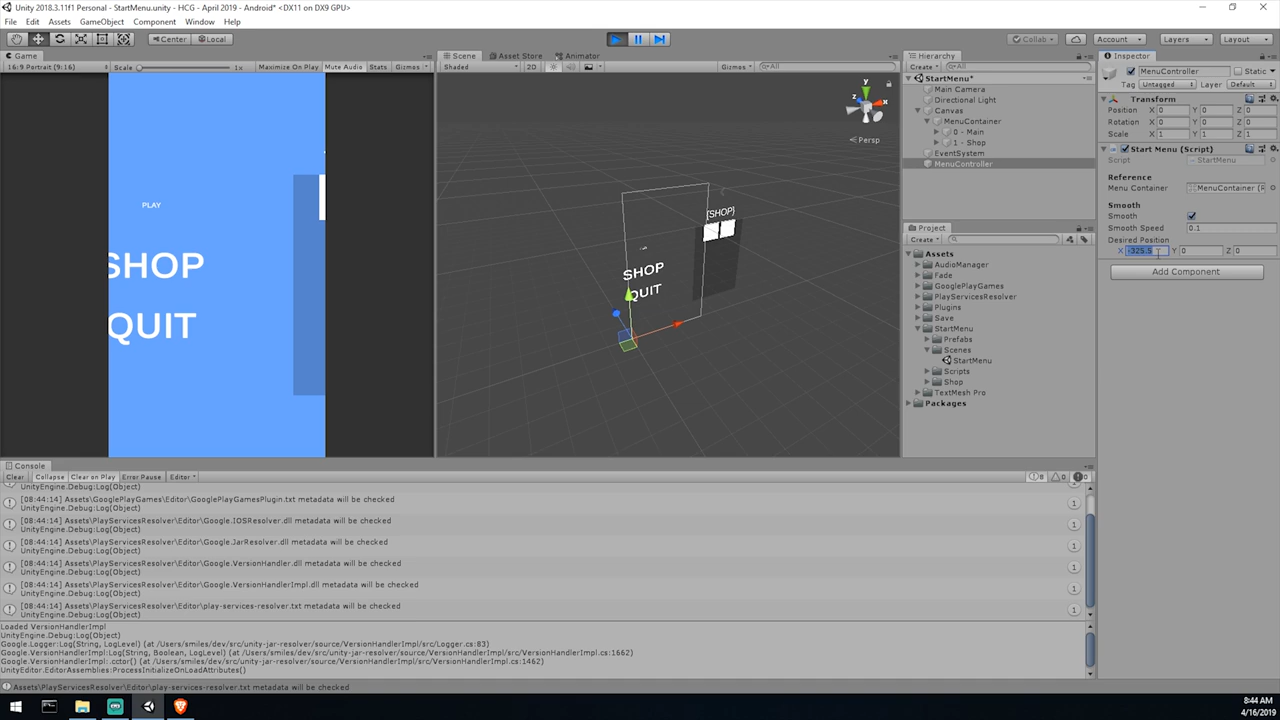 Unity 2018.3.11f1 Personal - StartMenu.unity - HCG - April 2019 - Android* <DX11 on DX9 GPU>
File Edit Assets GameObject Component Window Help
Center Local Collab Account Layers Layout
Game
16:9 Portrait (9:16) Scale 1x Maximize On Play Mute Audio Stats Gizmos
PLAY
SHOP
QUIT
Scene Asset Store Animator
Shaded 2D Gizmos All
y
x
z
Persp
[SHOP]
SHOP
QUIT
Hierarchy
Create All
StartMenu*
Main Camera
Directional Light
Canvas
MenuContainer
0 - Main
1 - Shop
EventSystem
MenuController
Project
Create
Assets
AudioManager
Fade
GooglePlayGames
PlayServicesResolver
Plugins
Save
StartMenu
Prefabs
Scenes
StartMenu
Scripts
Shop
TextMesh Pro
Packages
Inspector
MenuController Static
Tag Untagged Layer Default
Transform
Position X 0 Y 0 Z 0
Rotation X 0 Y 0 Z 0
Scale X 1 Y 1 Z 1
Start Menu (Script)
Script StartMenu
Reference
Menu Container MenuContainer (R
Smooth
Smooth
Smooth Speed 0.1
Desired Position
X -325.5 Y 0 Z 0
Add Component
Console
Clear Collapse Clear on Play Error Pause Editor 8 0 0
UnityEngine.Debug:Log(Object)
[08:44:14] Assets\GooglePlayGames\Editor\GooglePlayGamesPlugin.txt metadata will be checked 1
UnityEngine.Debug:Log(Object)
[08:44:14] Assets\PlayServicesResolver\Editor\Google.IOSResolver.dll metadata will be checked 1
UnityEngine.Debug:Log(Object)
[08:44:14] Assets\PlayServicesResolver\Editor\Google.JarResolver.dll metadata will be checked 1
UnityEngine.Debug:Log(Object)
[08:44:14] Assets\PlayServicesResolver\Editor\Google.VersionHandler.dll metadata will be checked 1
UnityEngine.Debug:Log(Object)
[08:44:14] Assets\PlayServicesResolver\Editor\Google.VersionHandlerImpl.dll metadata will be checked 1
UnityEngine.Debug:Log(Object)
[08:44:14] Assets\PlayServicesResolver\Editor\play-services-resolver.txt metadata will be checked 1
UnityEngine.Debug:Log(Object)
Loaded VersionHandlerImpl
UnityEngine.Debug:Log(Object)
Google.Logger:Log(String, LogLevel) (at /Users/smiles/dev/src/unity-jar-resolver/source/VersionHandlerImpl/src/Logger.cs:83)
Google.VersionHandlerImpl:Log(String, Boolean, LogLevel) (at /Users/smiles/dev/src/unity-jar-resolver/source/VersionHandlerImpl/src/VersionHandlerImpl.cs:1662)
Google.VersionHandlerImpl:.cctor() (at /Users/smiles/dev/src/unity-jar-resolver/source/VersionHandlerImpl/src/VersionHandlerImpl.cs:1462)
UnityEditor.EditorAssemblies:ProcessInitializeOnLoadAttributes()
Assets\PlayServicesResolver\Editor\play-services-resolver.txt metadata will be checked
8:44 AM
4/16/2019